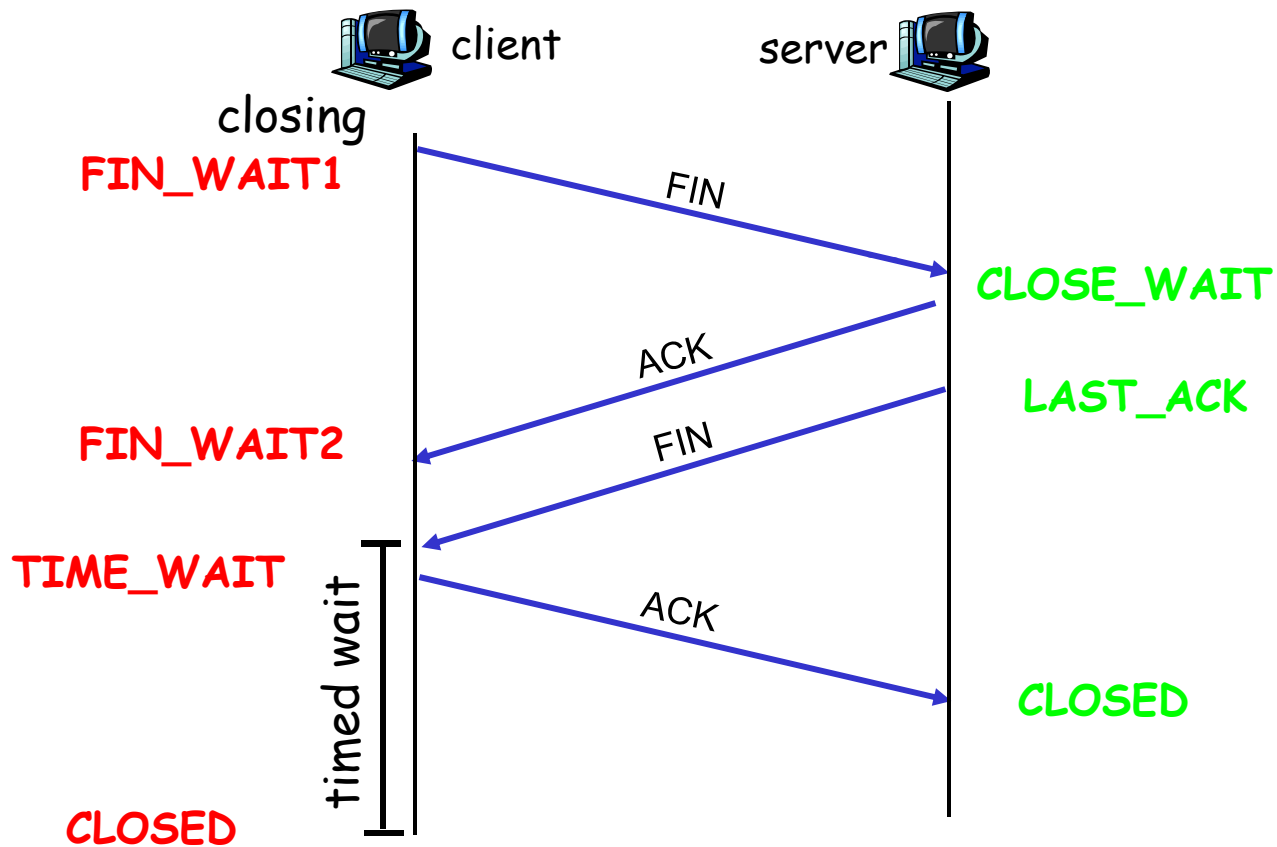 client
server
closing
FIN_WAIT1
FIN
CLOSE_WAIT
ACK
LAST_ACK
FIN_WAIT2
FIN
TIME_WAIT
timed wait
ACK
CLOSED
CLOSED